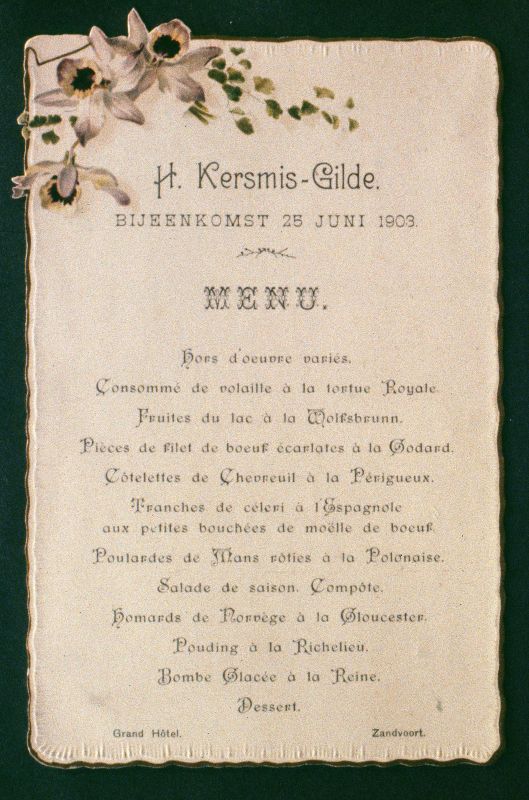 H. Kersmis-Gilde.
BIJEENKOMST 25 JUNI 1903.
MENU.
Hors d'oeuvre variés.
Consommé de volaille à la tortue Royale.
Truites du lac à la Wolfsbrunn.
Pièces de filet de boeuf écarlates à la Godard.
Côtelettes de Chevreuil à la Périgueux.
Tranches de céleri à l'Espagnole
aux petites bouchées de moëlle de boeuf.
Poulardes de Mans rôties à la Polonaise.
Salade de saison. Compôte.
Homards de Norvège à la Gloucester.
Pouding à la Richelieu.
Bombe Glacée à la Reine.
Dessert.
Grand Hôtel. Zandvoort.